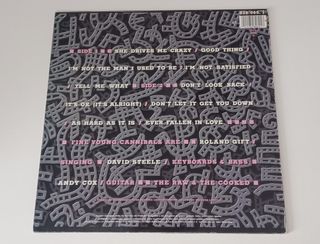 SIDE 1 SHE DRIVES ME CRAZY / GOOD THING /
I'M NOT THE MAN I USED TO BE / I'M NOT SATISFIED
/ TELL ME WHAT SIDE 2 DON'T LOOK BACK /
IT'S OK (IT'S ALRIGHT) / DON'T LET IT GET YOU DOWN
/ AS HARD AS IT IS / EVER FALLEN IN LOVE
FINE YOUNG CANNIBALS ARE ROLAND GIFT /
SINGING DAVID STEELE / KEYBOARDS & BASS
ANDY COX / GUITAR THE RAW & THE COOKED